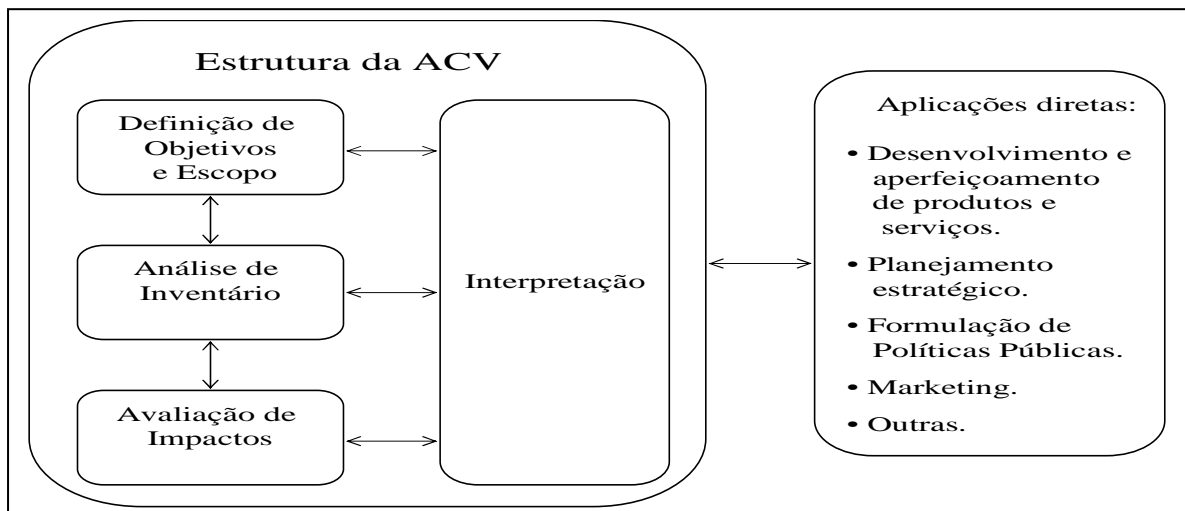 Estrutura da ACV
Definição de
Objetivos
e Escopo
Análise de
Inventário
Avaliação de
Impactos
Interpretação
Aplicações diretas:
• Desenvolvimento e
aperfeiçoamento
de produtos e
serviços.
• Planejamento
estratégico.
• Formulação de
Políticas Públicas.
• Marketing.
• Outras.